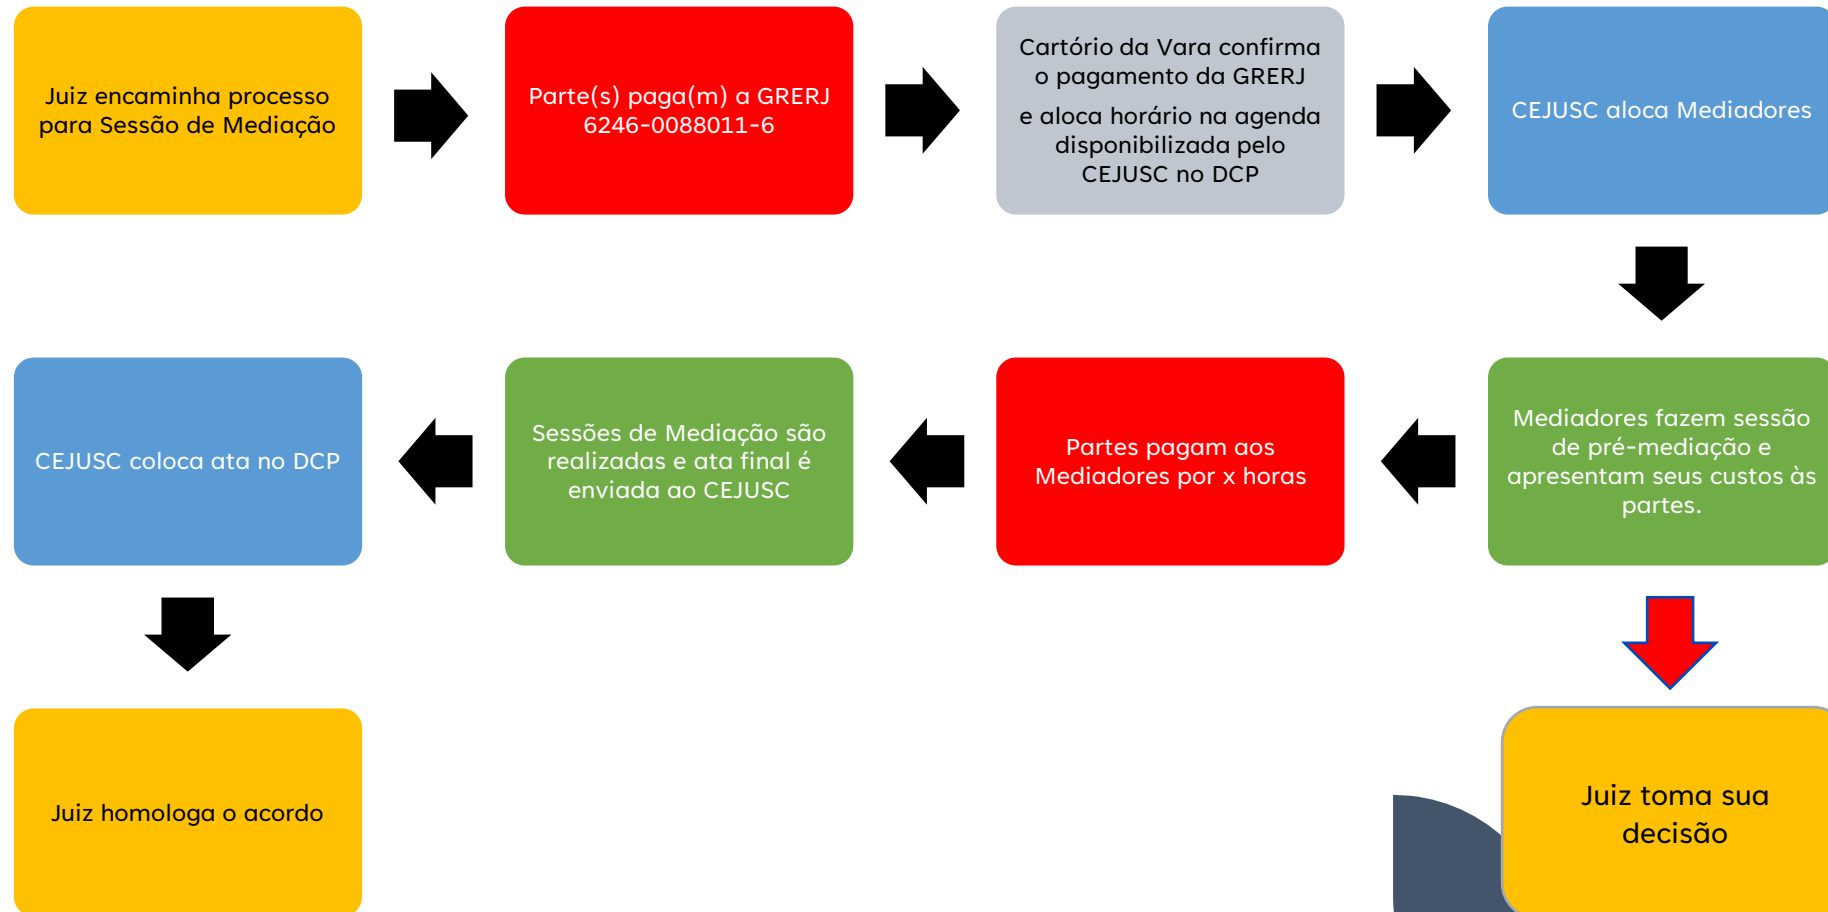 Juiz encaminha processo
para Sessão de Mediação
Parte(s) paga(m) a GRERJ
6246-0088011-6
Cartório da Vara confirma
o pagamento da GRERJ
e aloca horário na agenda
disponibilizada pelo
CEJUSC no DCP
CEJUSC aloca Mediadores
Mediadores fazem sessão
de pré-mediação e
apresentam seus custos às
partes.
Partes pagam aos
Mediadores por x horas
Sessões de Mediação são
realizadas e ata final é
enviada ao CEJUSC
CEJUSC coloca ata no DCP
Juiz homologa o acordo
Juiz toma sua
decisão